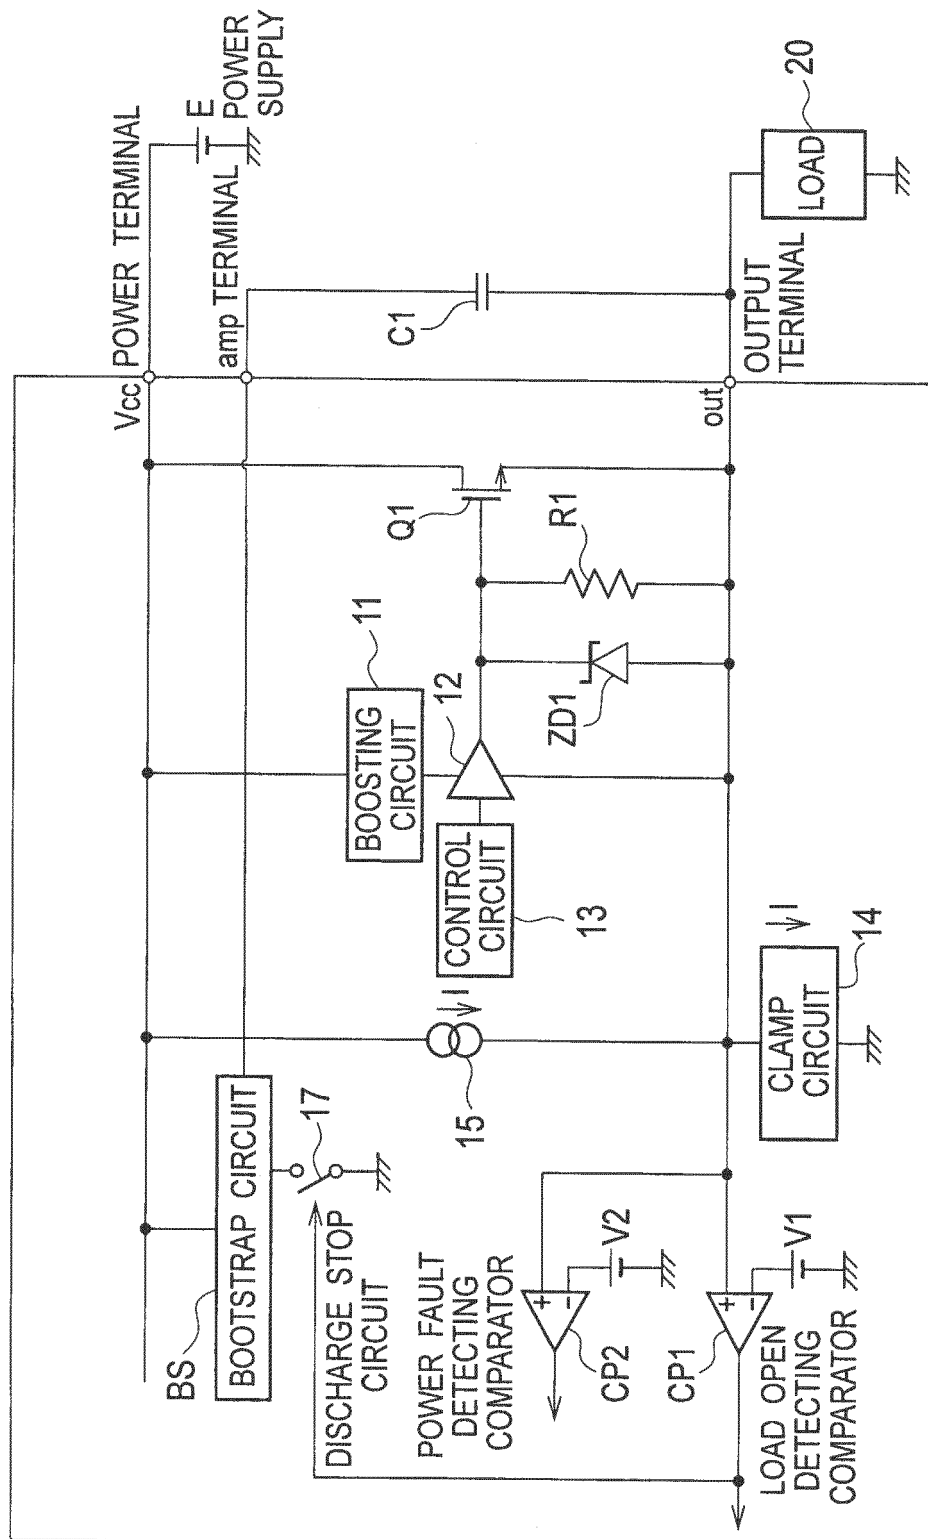 BS
BOOTSTRAP CIRCUIT
17
DISCHARGE STOP
CIRCUIT
POWER FAULT
DETECTING
COMPARATOR
+
−
V2
CP2
+
−
V1
CP1
LOAD OPEN
DETECTING
COMPARATOR
15
I
CLAMP
CIRCUIT
I
14
BOOSTING
CIRCUIT
11
12
CONTROL
CIRCUIT
13
ZD1
R1
Q1
Vcc
POWER TERMINAL
amp TERMINAL
E
POWER
SUPPLY
C1
out
OUTPUT
TERMINAL
LOAD
20